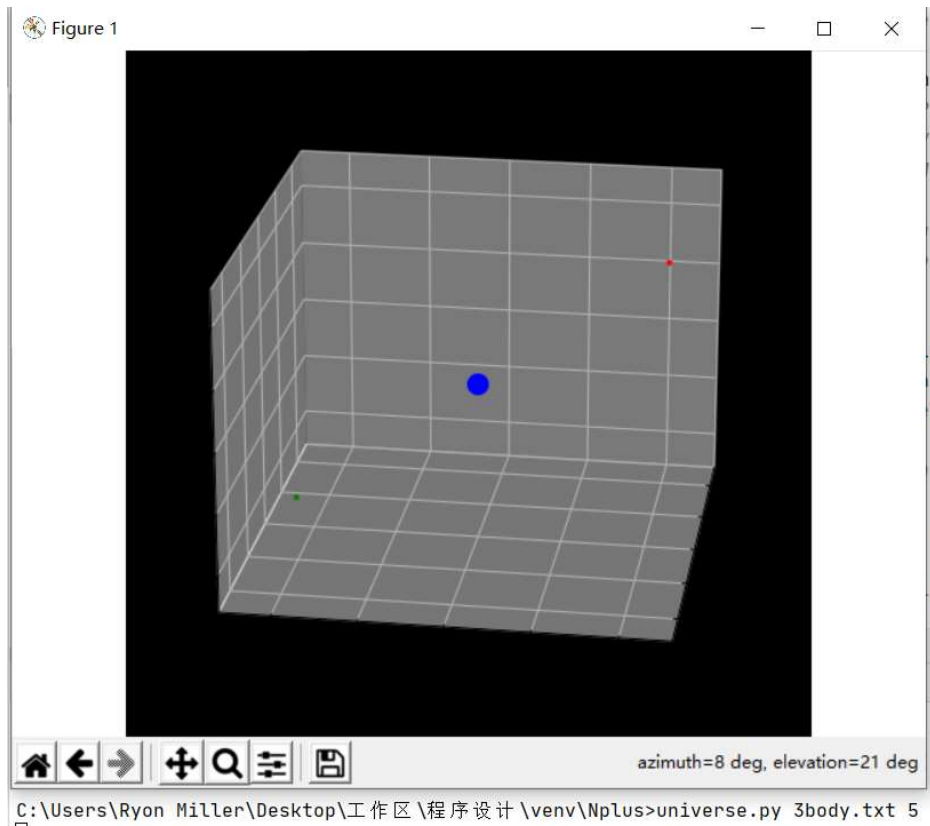 Figure 1
azimuth=8 deg, elevation=21 deg
C:\Users\Ryon Miller\Desktop\工作区\程序设计\venv\Nplus>universe.py 3body.txt 5